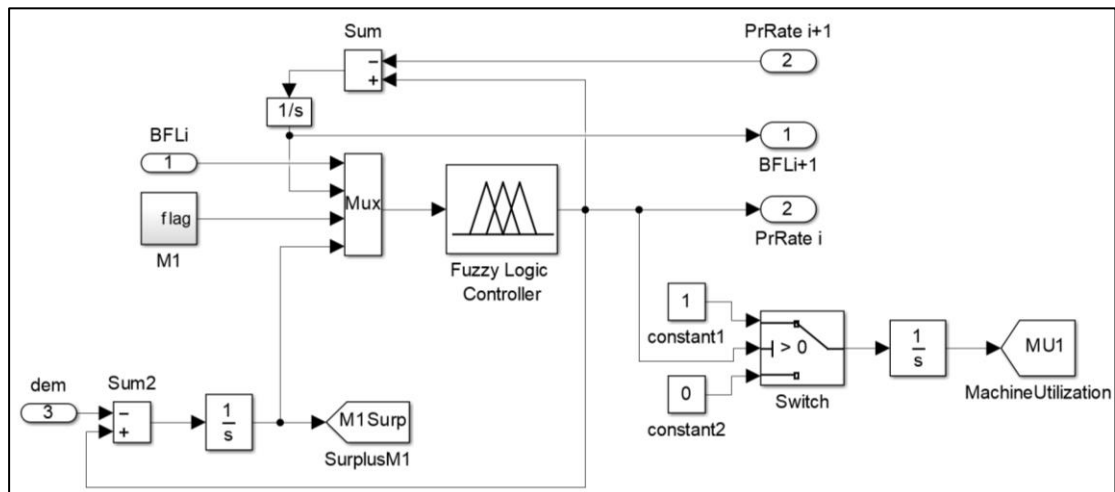 Sum
PrRate i+1
−
+
2
1/s
BFLi
1
1
BFLi+1
Mux
flag
M1
2
PrRate i
Fuzzy Logic
Controller
1
constant1
> 0
1
s
MU1
MachineUtilization
0
constant2
Switch
dem
3
Sum2
−
+
1
s
M1Surp
SurplusM1